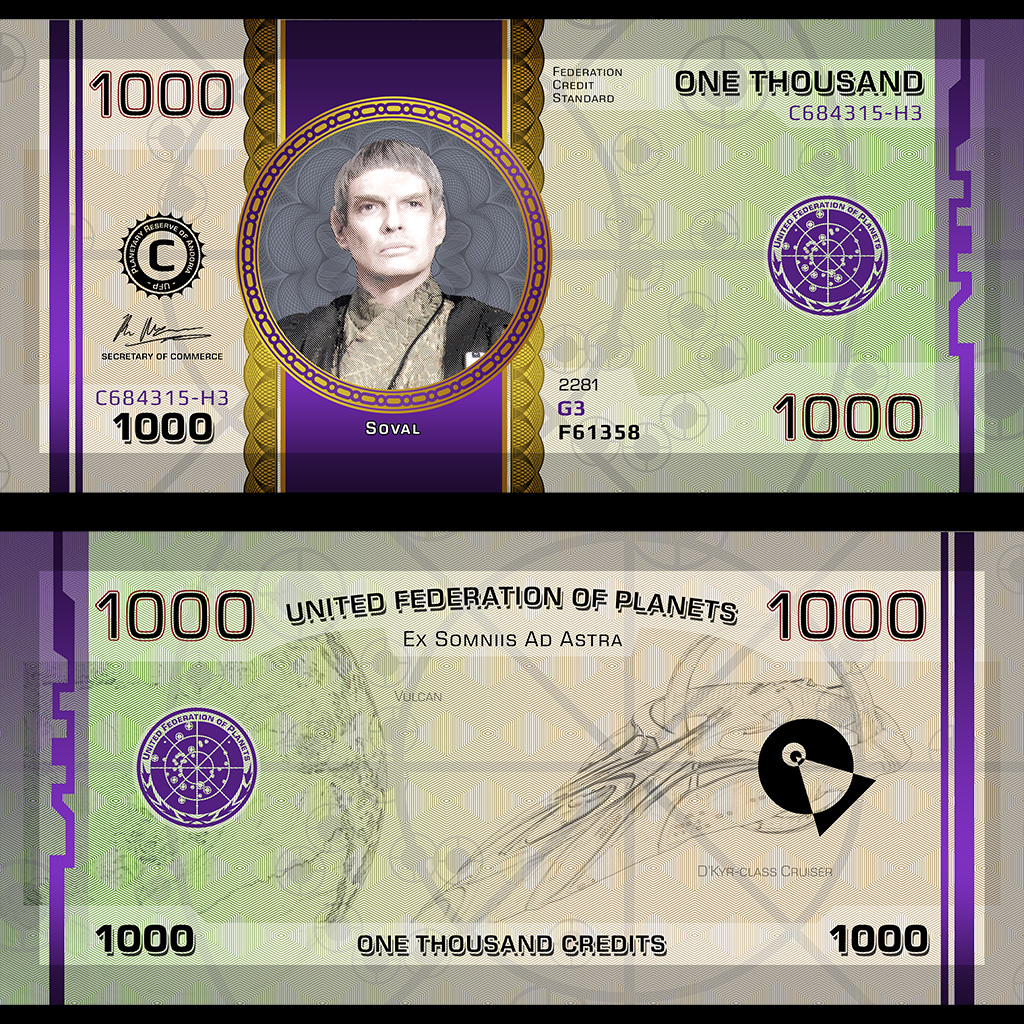 1000
FEDERATION
CREDIT
STANDARD
ONE THOUSAND
C684315-H3
PLANETARY RESERVE OF ANDORIA
- UFP -
C
UNITED FEDERATION OF PLANETS
SECRETARY OF COMMERCE
C684315-H3
1000
SOVAL
2281
G3
F61358
1000
1000
UNITED FEDERATION OF PLANETS
1000
EX SOMNIIS AD ASTRA
VULCAN
UNITED FEDERATION OF PLANETS
D'KYR-CLASS CRUISER
1000
ONE THOUSAND CREDITS
1000